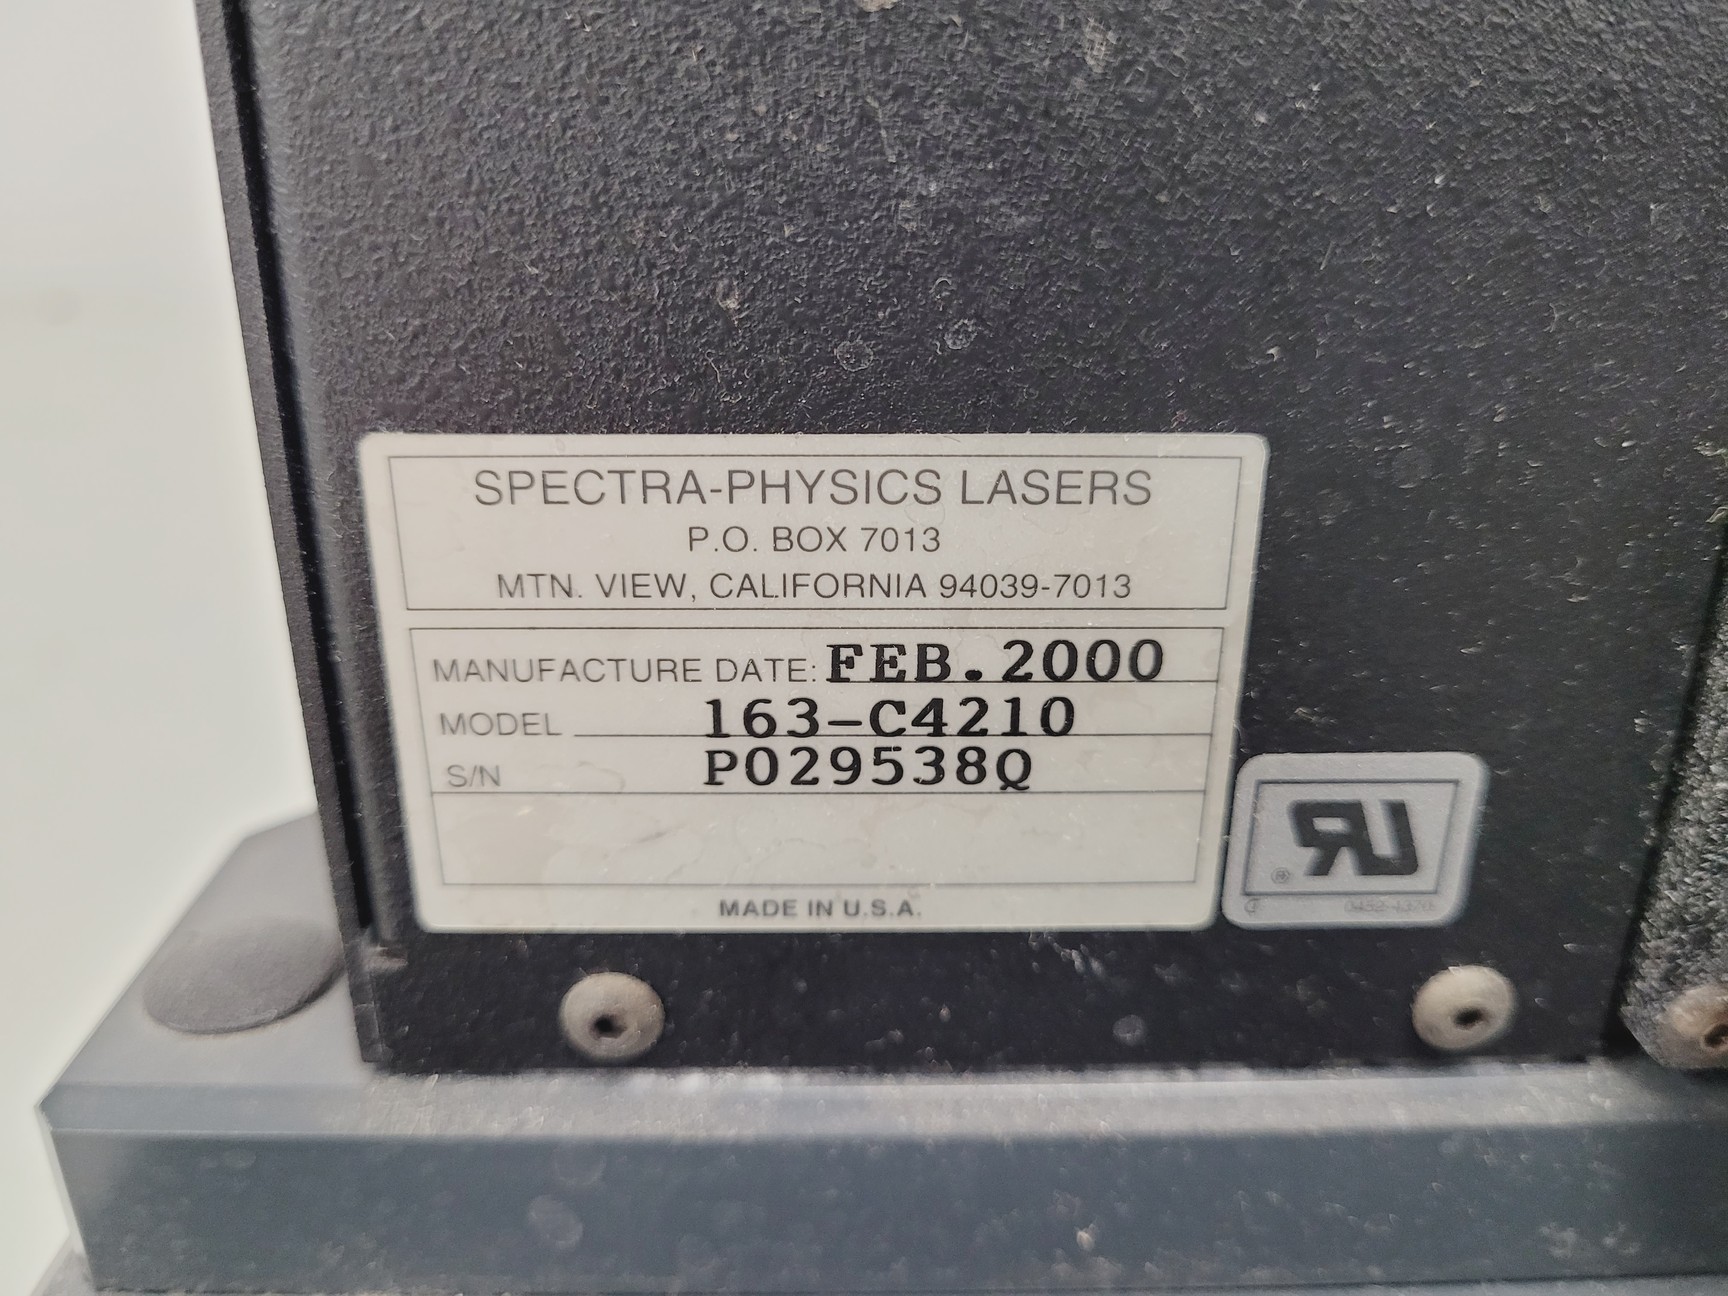 SPECTRA-PHYSICS LASERS
P.O. BOX 7013
MTN. VIEW, CALIFORNIA 94039-7013
MANUFACTURE DATE: FEB.2000
MODEL 163-C4210
S/N P029538Q
MADE IN U.S.A.
RU
®